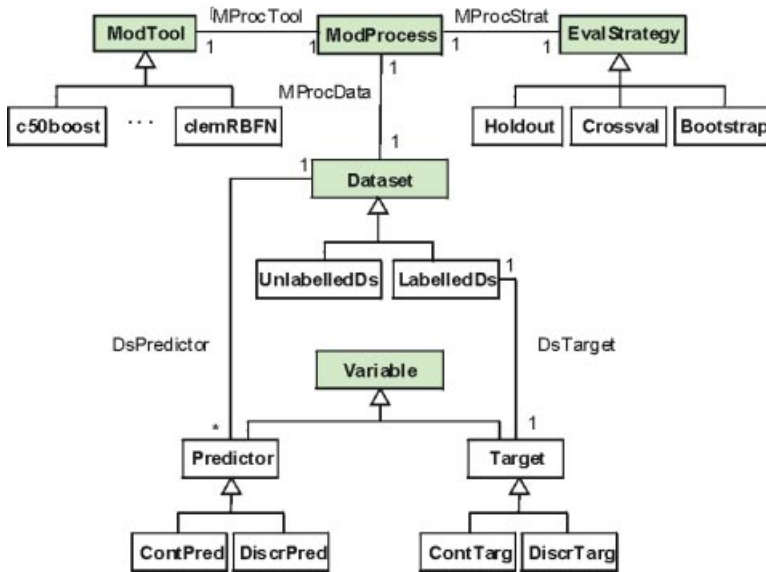 MProcTool
MProcStrat
ModTool
ModProcess
EvalStrategy
1
1
1
1
1
MProcData
c50boost
...
clemRBFN
Holdout
Crossval
Bootstrap
1
1
Dataset
UnlabelledDs
LabelledDs
1
DsPredictor
DsTarget
Variable
*
1
Predictor
Target
ContPred
DiscrPred
ContTarg
DiscrTarg